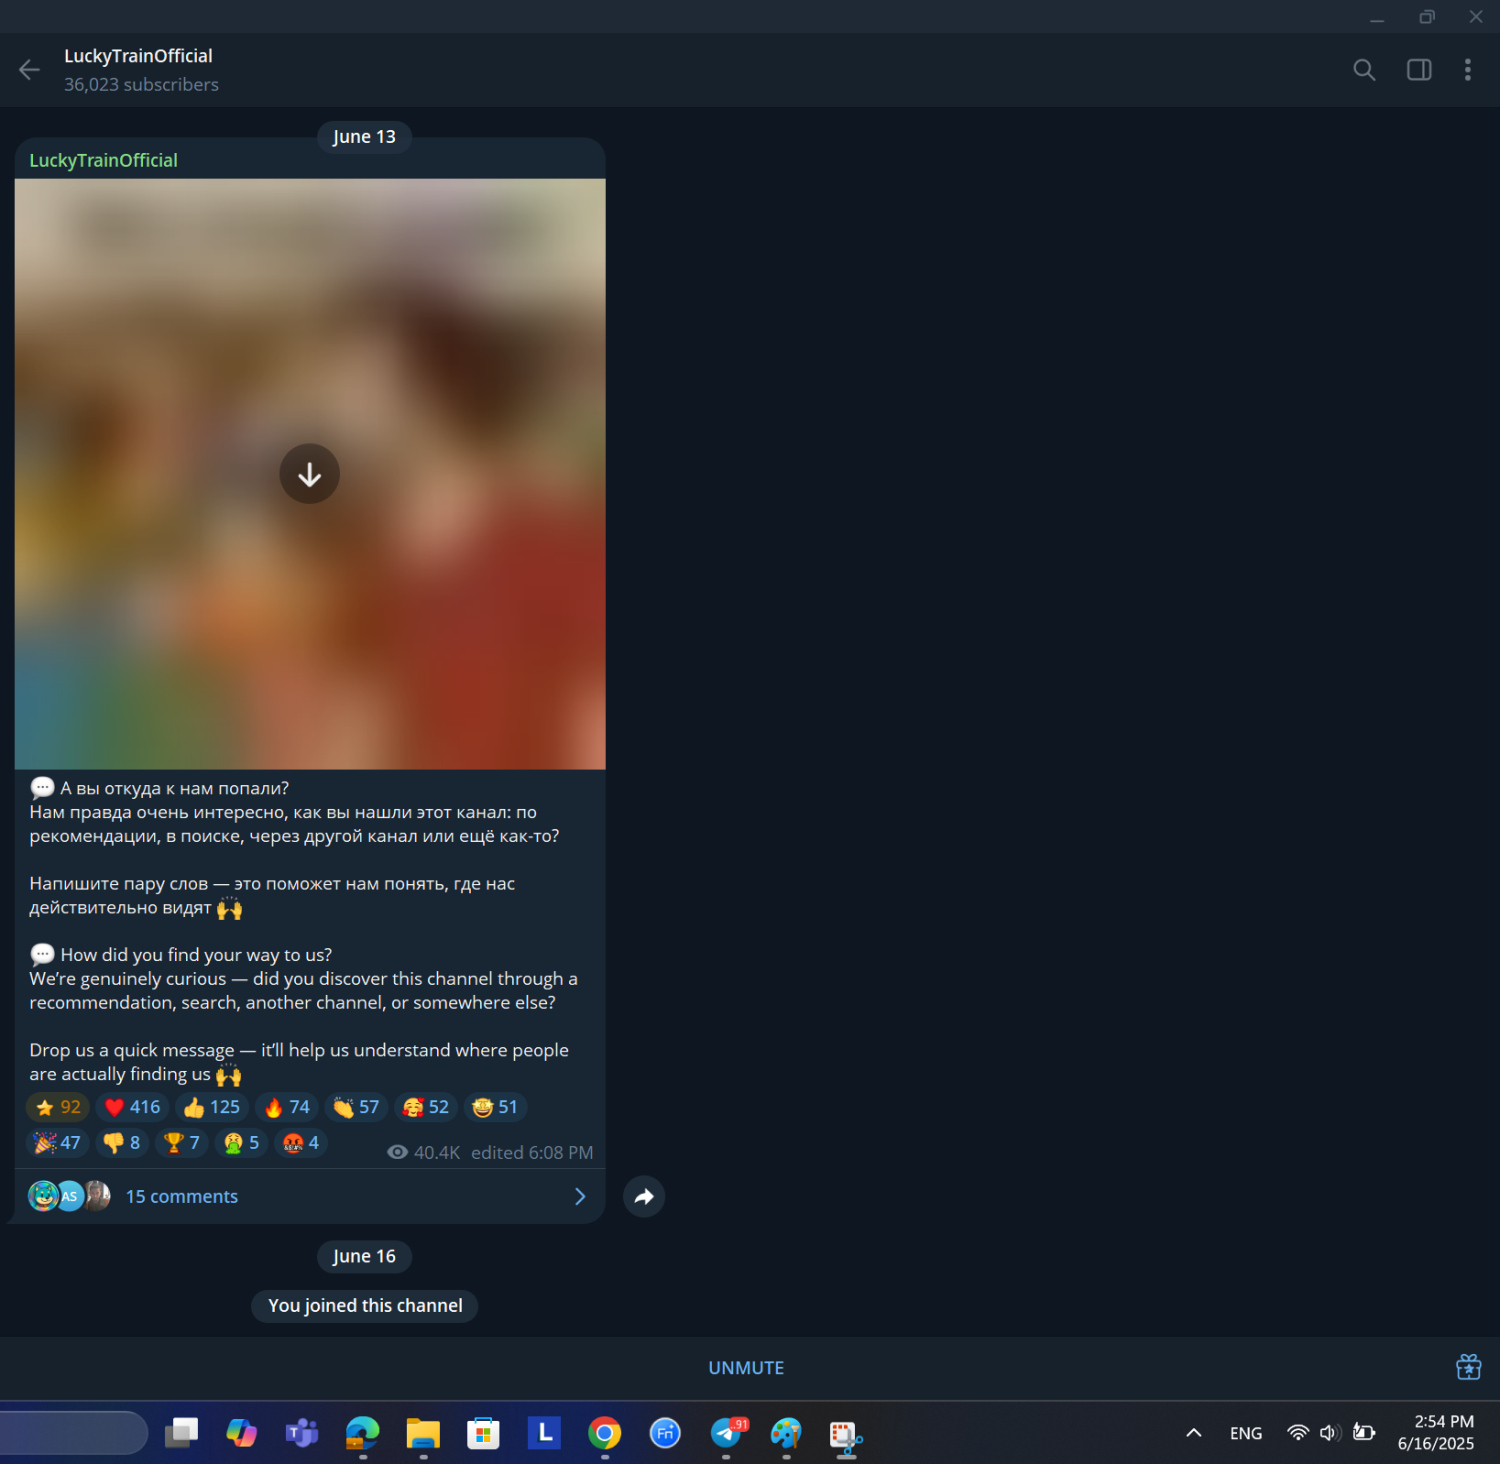 LuckyTrainOfficial
36,023 subscribers
June 13
LuckyTrainOfficial
💬 А вы откуда к нам попали?
Нам правда очень интересно, как вы нашли этот канал: по
рекомендации, в поиске, через другой канал или ещё как-то?
Напишите пару слов — это поможет нам понять, где нас
действительно видят 🙌
💬 How did you find your way to us?
We’re genuinely curious — did you discover this channel through a
recommendation, search, another channel, or somewhere else?
Drop us a quick message — it’ll help us understand where people
are actually finding us 🙌
⭐ 92 ❤️ 416 👍 125 🔥 74 👏 57 🥰 52 🤩 51
🎉 47 👎 8 🏆 7 🤮 5 🤬 4 40.4K edited 6:08 PM
AS 15 comments
June 16
You joined this channel
UNMUTE
T L Fn 91 ENG 2:54 PM
6/16/2025